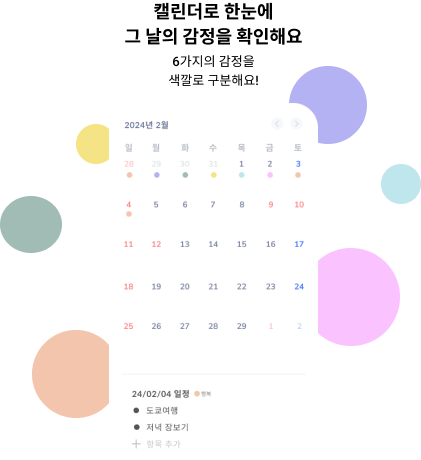 캘린더로 한눈에
그 날의 감정을 확인해요
6가지의 감정을
색깔로 구분해요!
2024년 2월
일 월 화 수 목 금 토
28 29 30 31 1 2 3
4 5 6 7 8 9 10
11 12 13 14 15 16 17
18 19 20 21 22 23 24
25 26 27 28 29 1 2
24/02/04 일정 행복
도쿄여행
저녁 장보기
항목 추가